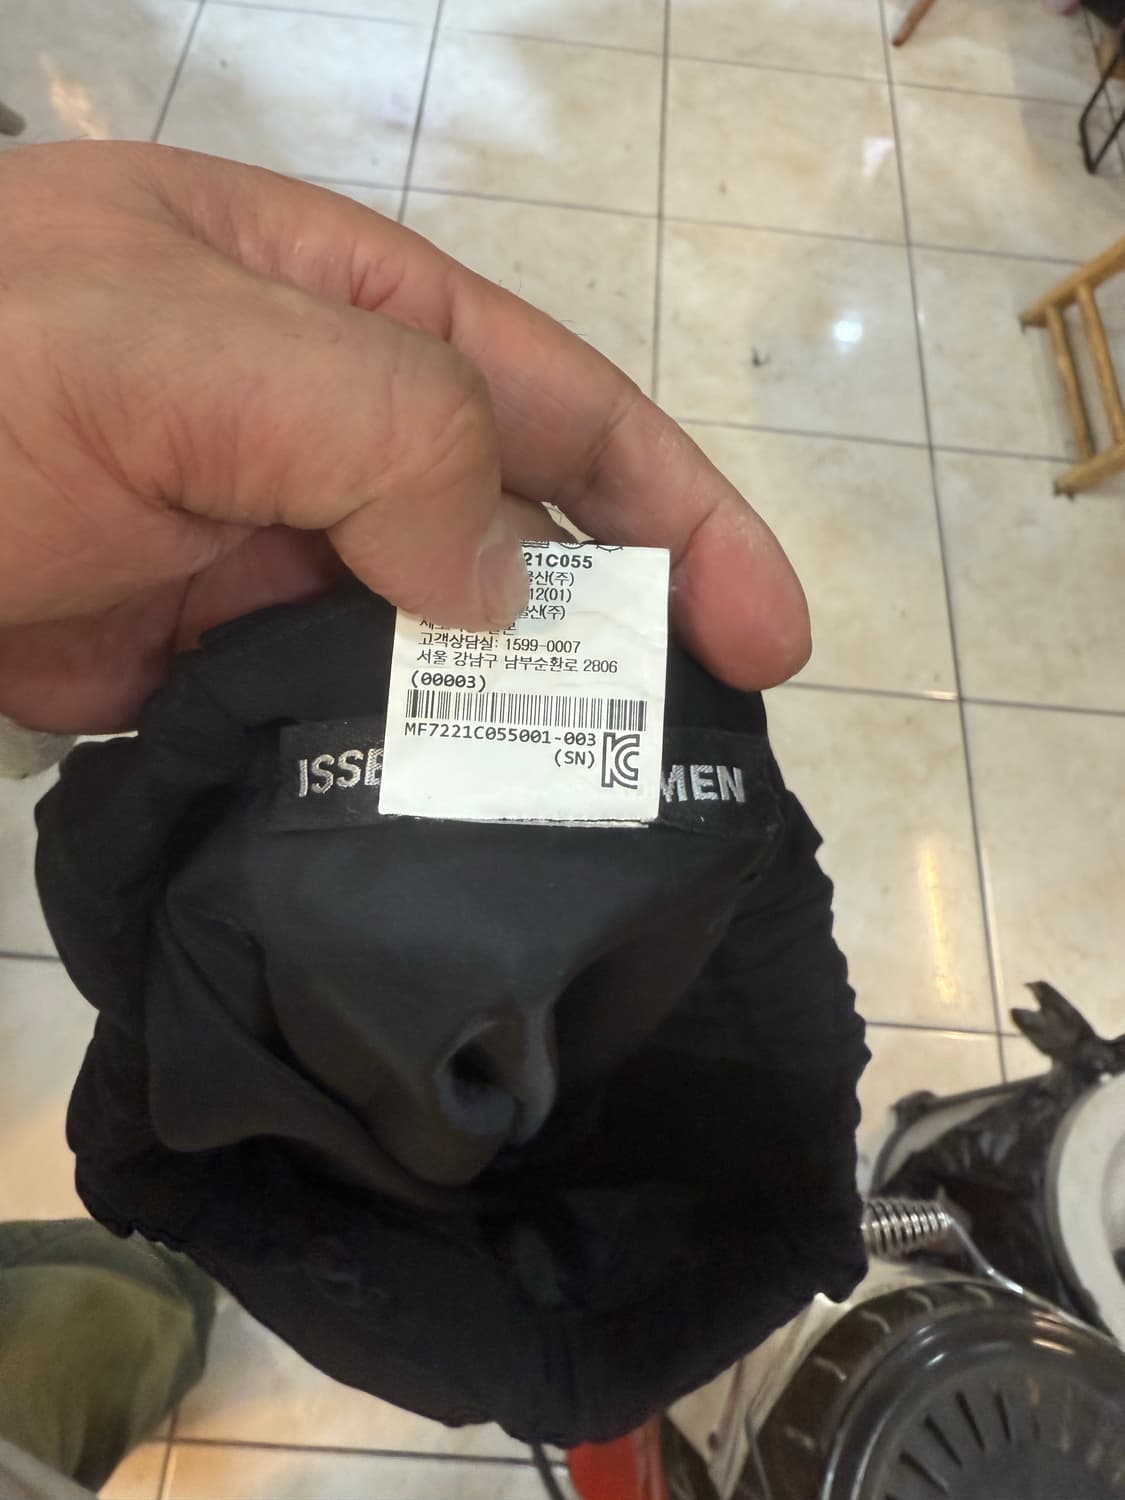 21C055
산(주)
12(01)
물산(주)
고객상담실: 1599-0007
서울 강남구 남부순환로 2806
(00003)
MF7221C055001-003
(SN)
ISSE
MEN